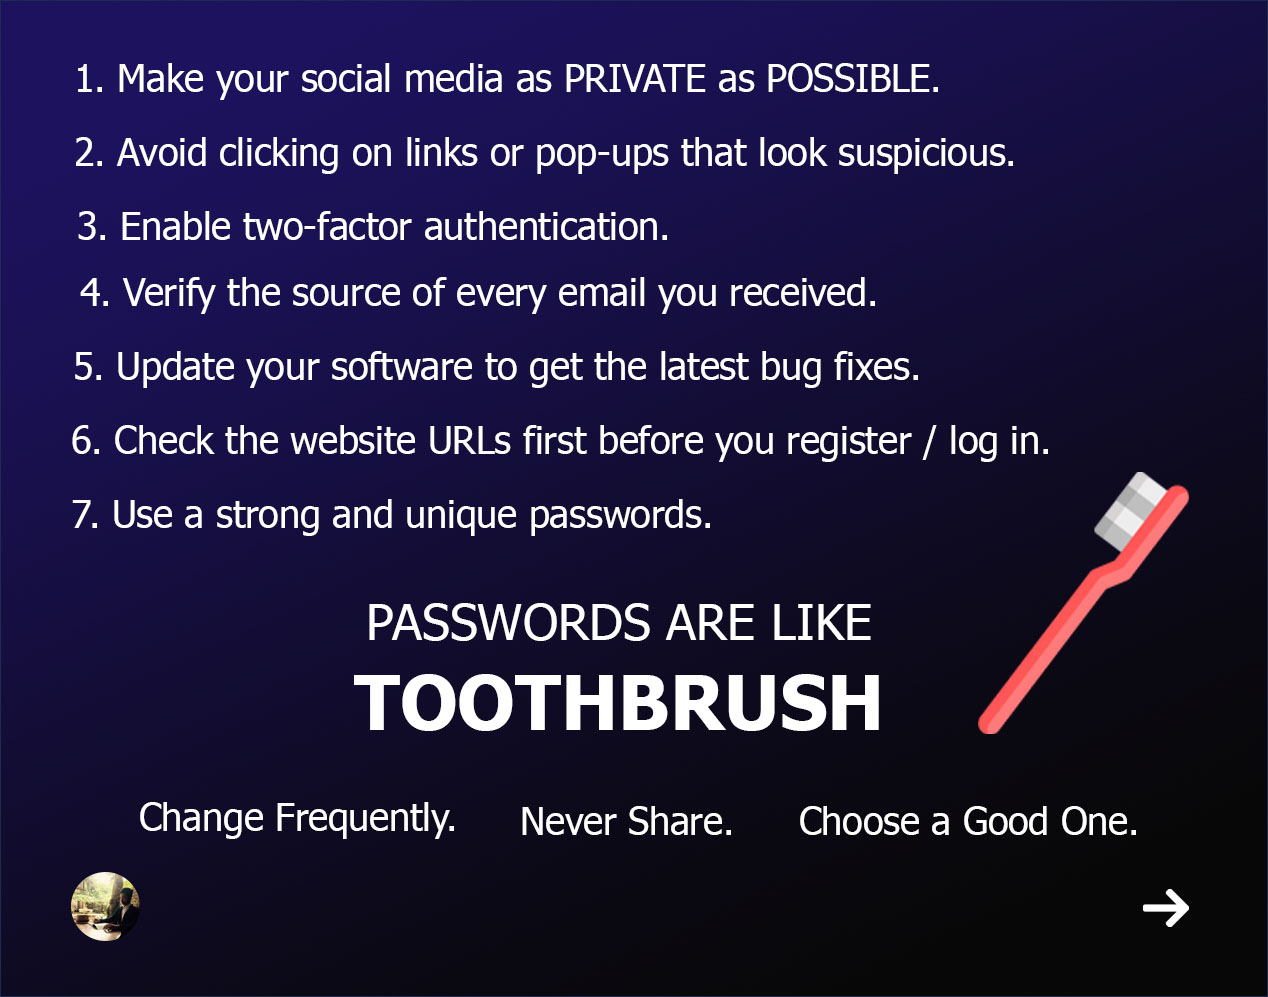 1. Make your social media as PRIVATE as POSSIBLE.
2. Avoid clicking on links or pop-ups that look suspicious.
3. Enable two-factor authentication.
4. Verify the source of every email you received.
5. Update your software to get the latest bug fixes.
6. Check the website URLs first before you register / log in.
7. Use a strong and unique passwords.
PASSWORDS ARE LIKE
TOOTHBRUSH
Change Frequently. Never Share. Choose a Good One.